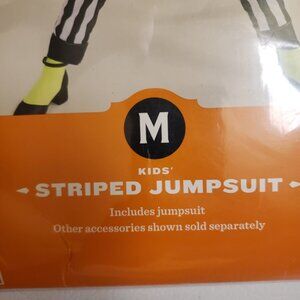 M
KIDS'
STRIPED JUMPSUIT
Includes jumpsuit
Other accessories shown sold separately